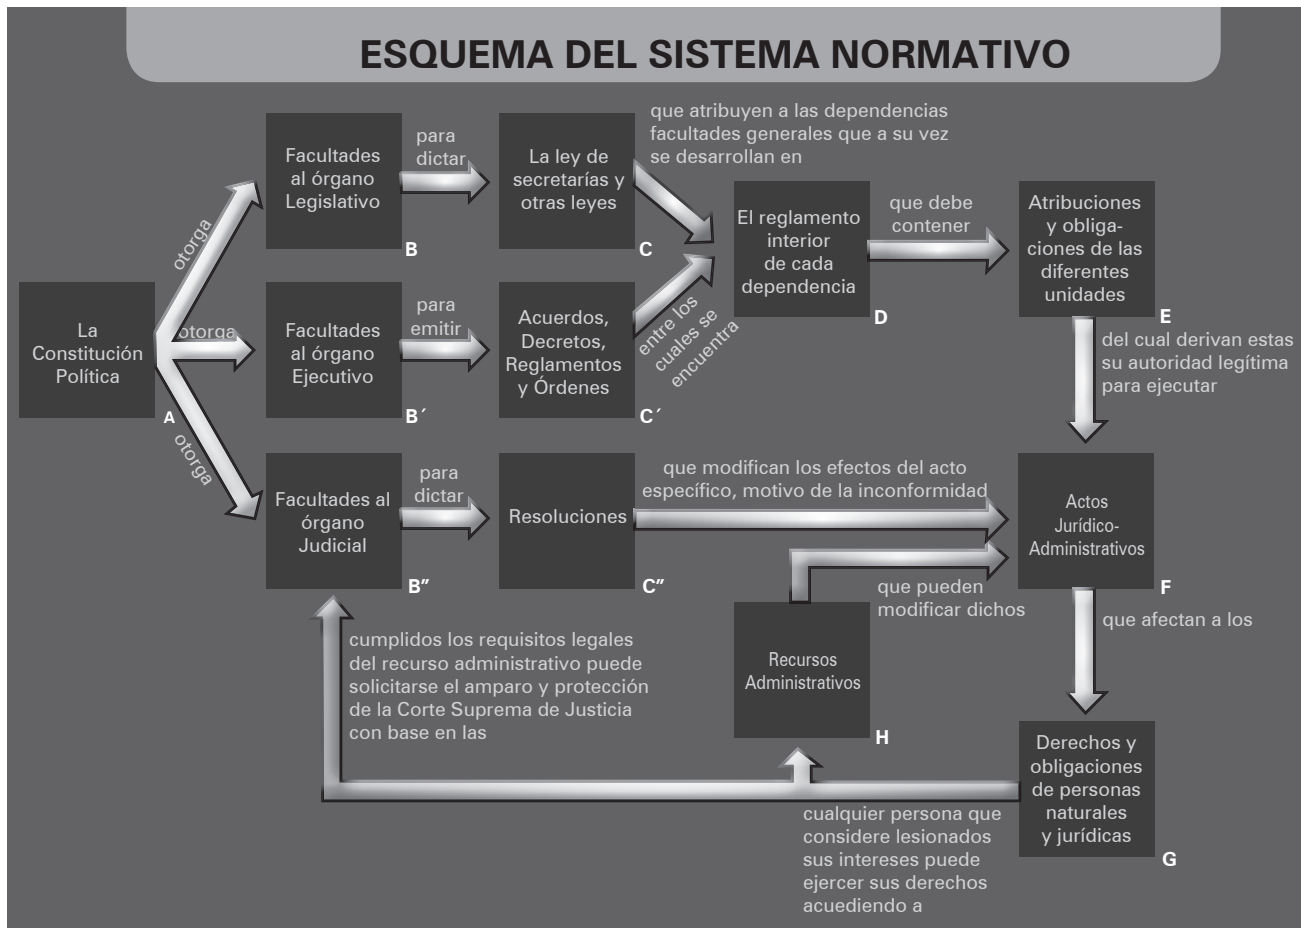 ESQUEMA DEL SISTEMA NORMATIVO
La
Constitución
Política
A
otorga
otorga
otorga
Facultades
al órgano
Legislativo
B
para
dictar
La ley de
secretarías y
otras leyes
C
que atribuyen a las dependencias
facultades generales que a su vez
se desarrollan en
Facultades
al órgano
Ejecutivo
B´
para
emitir
Acuerdos,
Decretos,
Reglamentos
y Órdenes
C´
entre los
cuales se
encuentra
El reglamento
interior
de cada
dependencia
D
que debe
contener
Atribuciones
y obliga-
ciones de las
diferentes
unidades
E
del cual derivan estas
su autoridad legítima
para ejecutar
Facultades al
órgano
Judicial
B”
para
dictar
Resoluciones
C”
que modifican los efectos del acto
específico, motivo de la inconformidad
Actos
Jurídico-
Administrativos
F
que pueden
modificar dichos
que afectan a los
Recursos
Administrativos
H
cumplidos los requisitos legales
del recurso administrativo puede
solicitarse el amparo y protección
de la Corte Suprema de Justicia
con base en las
Derechos y
obligaciones
de personas
naturales
y jurídicas
G
cualquier persona que
considere lesionados
sus intereses puede
ejercer sus derechos
acuediendo a